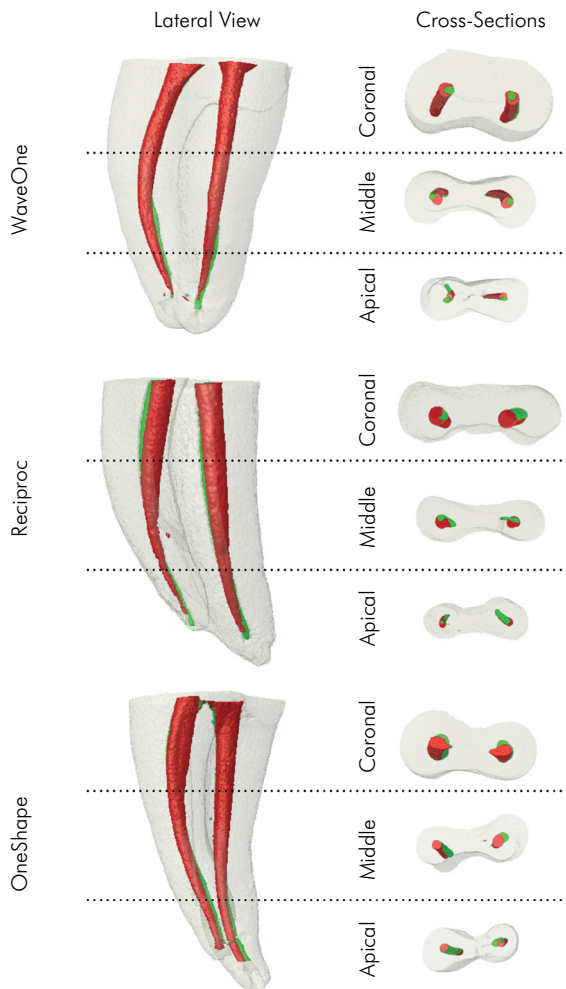 Lateral View
Cross-Sections
WaveOne
Coronal
Middle
Apical
Reciproc
Coronal
Middle
Apical
OneShape
Coronal
Middle
Apical